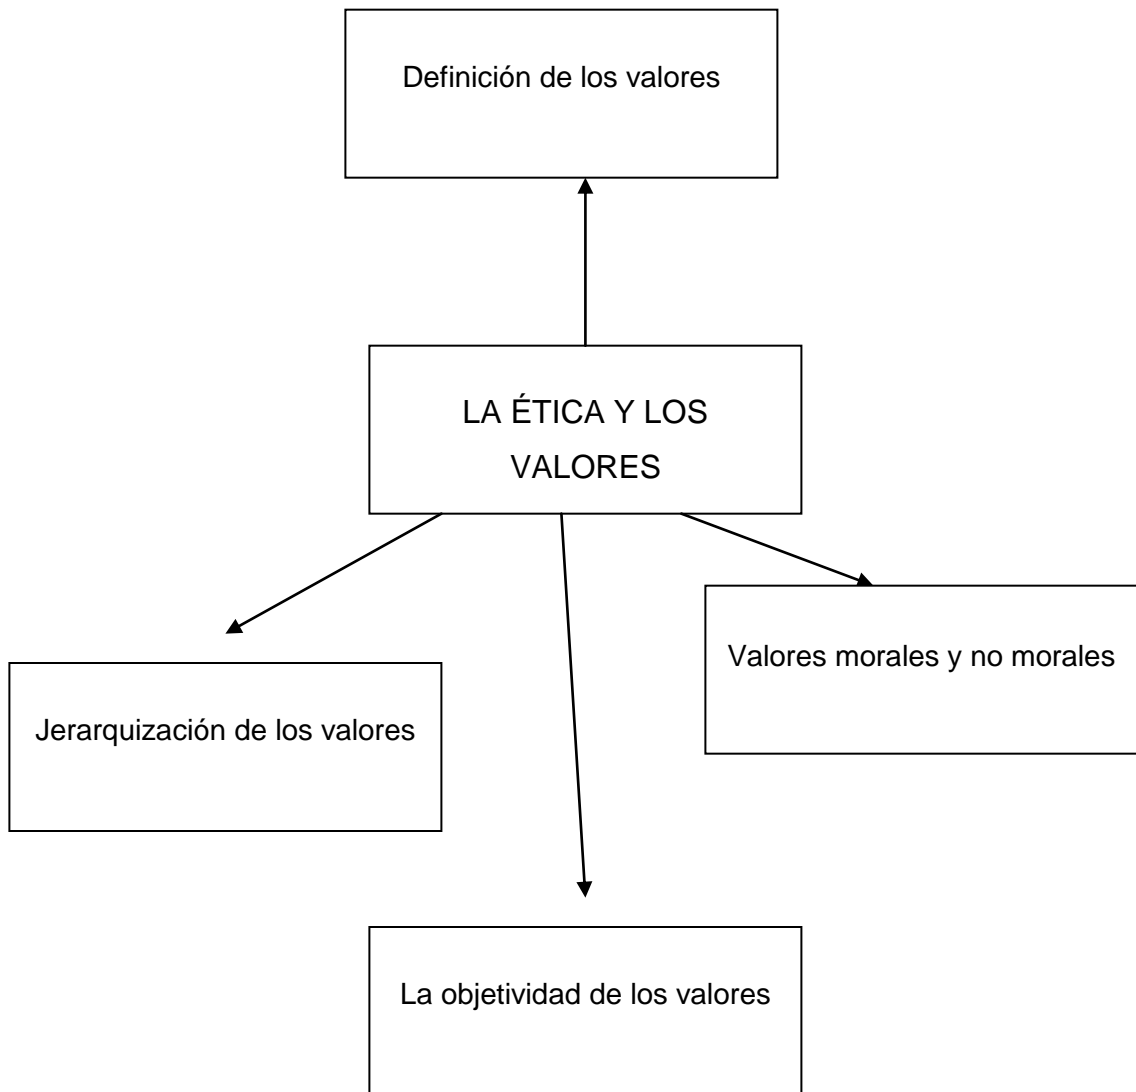 Definición de los valores
LA ÉTICA Y LOS
VALORES
Valores morales y no morales
Jerarquización de los valores
La objetividad de los valores